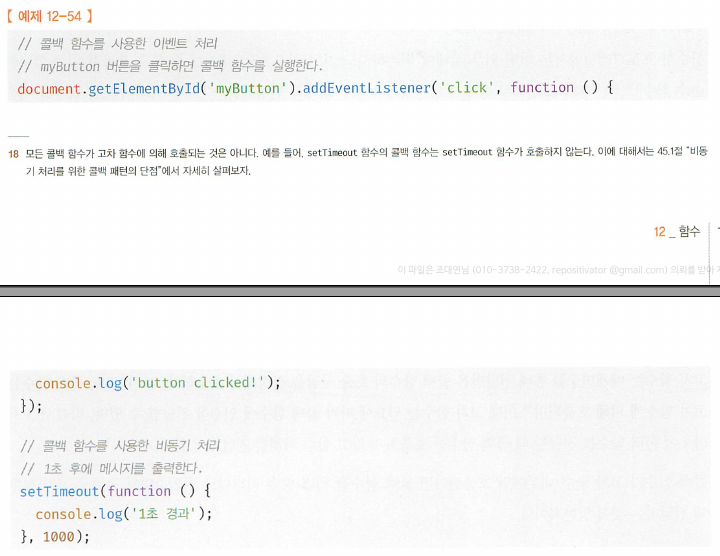 【 예제 12-54 】
// 콜백 함수를 사용한 이벤트 처리
// myButton 버튼을 클릭하면 콜백 함수를 실행한다.
document.getElementById('myButton').addEventListener('click', function () {
18 모든 콜백 함수가 고차 함수에 의해 호출되는 것은 아니다. 예를 들어, setTimeout 함수의 콜백 함수는 setTimeout 함수가 호출하지 않는다. 이에 대해서는 45.1절 "비동
기 처리를 위한 콜백 패턴의 단점"에서 자세히 살펴보자.
12 _ 함수
이 파일은 조대연님 (010-3738-2422, repositivator @gmail.com) 의뢰를 받아
console.log('button clicked!');
});
// 콜백 함수를 사용한 비동기 처리
// 1초 후에 메시지를 출력한다.
setTimeout(function () {
console.log('1초 경과');
}, 1000);